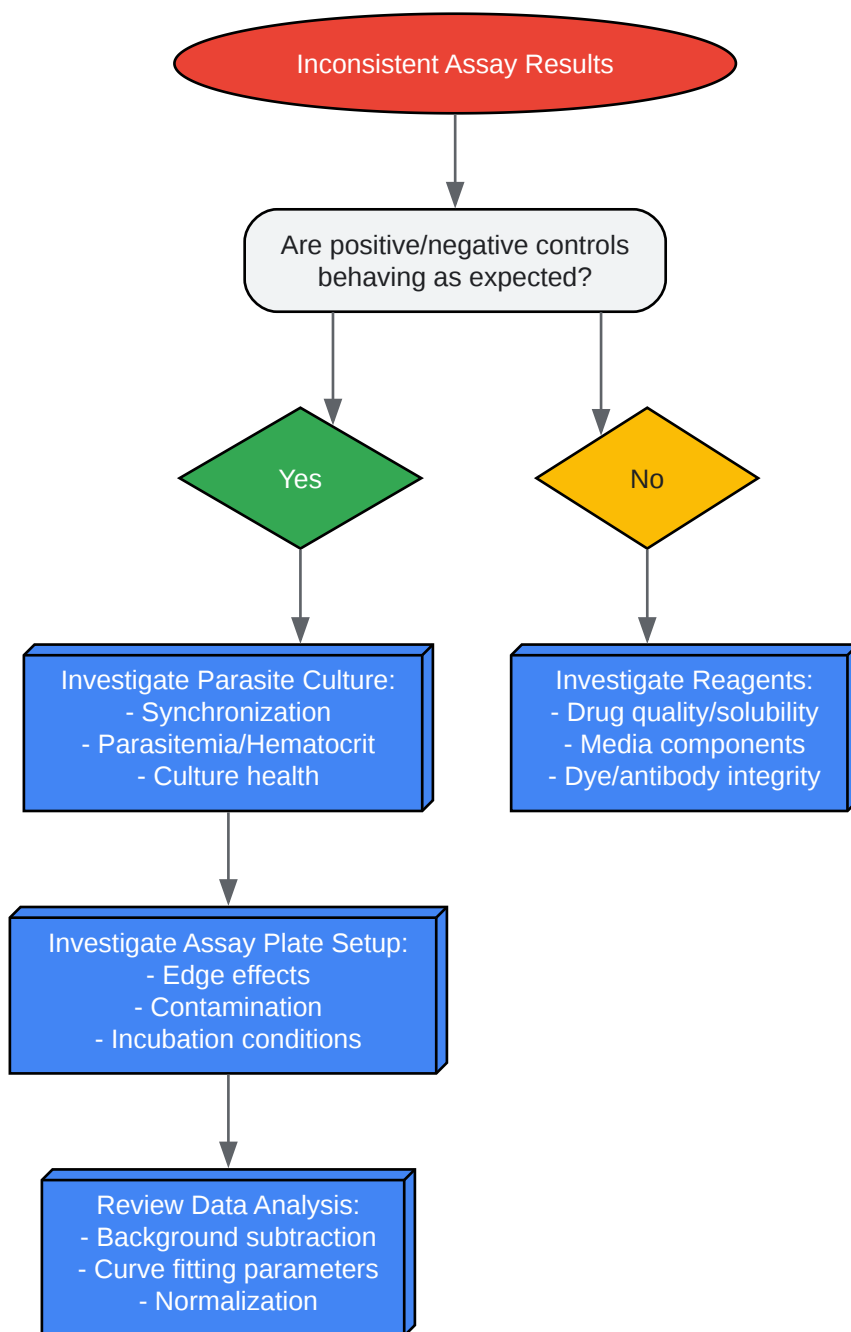 Inconsistent Assay Results
Are positive/negative controls
behaving as expected?
Yes
No
Investigate Parasite Culture:
- Synchronization
- Parasitemia/Hematocrit
- Culture health
Investigate Reagents:
- Drug quality/solubility
- Media components
- Dye/antibody integrity
Investigate Assay Plate Setup:
- Edge effects
- Contamination
- Incubation conditions
Review Data Analysis:
- Background subtraction
- Curve fitting parameters
- Normalization